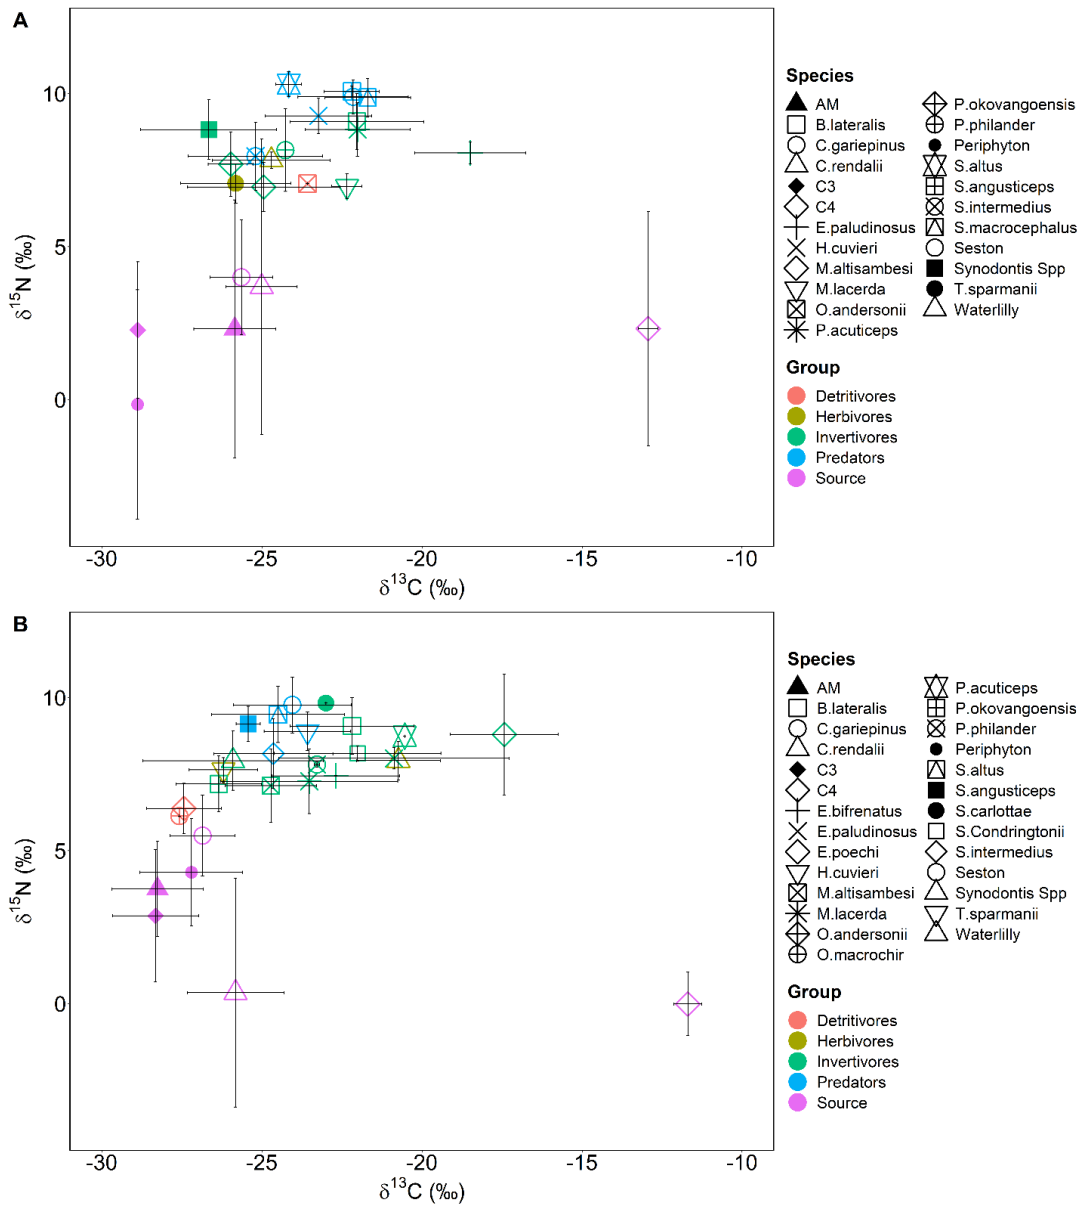 A
10
5
0
δ15N (‰)
-30
-25
-20
-15
-10
δ13C (‰)
Species
AM
B.lateralis
C.gariepinus
C.rendalii
C3
C4
E.paludinosus
H.cuvieri
M.altisambesi
M.lacerda
O.andersonii
P.acuticeps
P.okovangoensis
P.philander
Periphyton
S.altus
S.angusticeps
S.intermedius
S.macrocephalus
Seston
Synodontis Spp
T.sparmanii
Waterlilly
Group
Detritivores
Herbivores
Invertivores
Predators
Source
B
10
5
0
δ15N (‰)
-30
-25
-20
-15
-10
δ13C (‰)
Species
AM
B.lateralis
C.gariepinus
C.rendalii
C3
C4
E.bifrenatus
E.paludinosus
E.poechi
H.cuvieri
M.altisambesi
M.lacerda
O.andersonii
O.macrochir
P.acuticeps
P.okovangoensis
P.philander
Periphyton
S.altus
S.angusticeps
S.carlottae
S.Condringtonii
S.intermedius
Seston
Synodontis Spp
T.sparmanii
Waterlilly
Group
Detritivores
Herbivores
Invertivores
Predators
Source